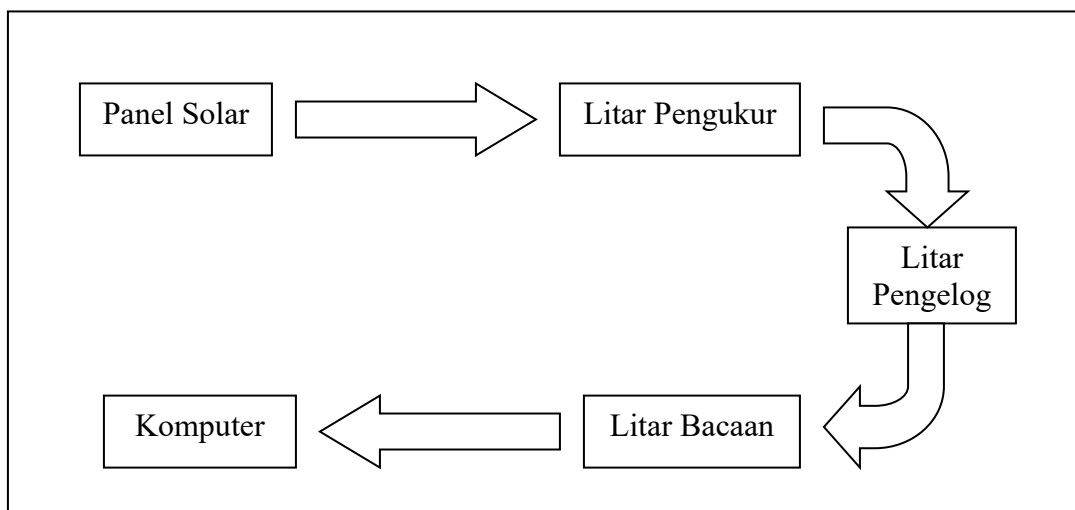 Panel Solar
Litar Pengukur
Litar
Pengelog
Litar Bacaan
Komputer